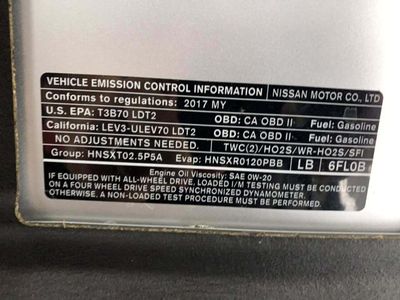 VEHICLE EMISSION CONTROL INFORMATION NISSAN MOTOR CO., LTD
Conforms to regulations: 2017 MY
U.S. EPA: T3B70 LDT2 OBD: CA OBD II Fuel: Gasoline
California: LEV3-ULEV70 LDT2 OBD: CA OBD II Fuel: Gasoline
NO ADJUSTMENTS NEEDED. TWC(2)/HO2S/WR-HO2S/SFI
Group: HNSXT02.5P5A Evap: HNSXR0120PBB LB 6FL0B
Engine Oil Viscosity: SAE 0W-20
IF EQUIPPED WITH ALL-WHEEL DRIVE. LOADED I/M TESTING MUST BE CONDUCTED
ON A FOUR WHEEL DRIVE SPEED SYNCHRONIZED DYNAMOMETER.
OTHERWISE, A NON-LOADED TEST PROCEDURE MUST BE CONDUCTED.